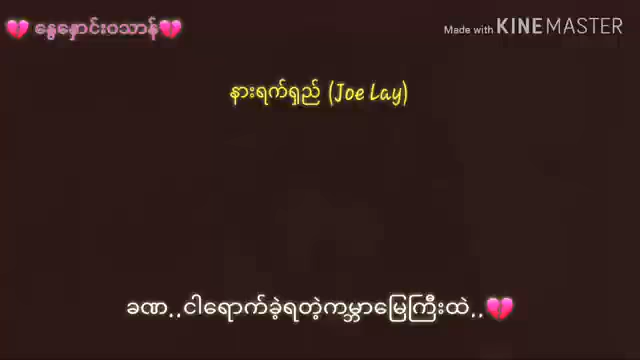 💔 နွေနှောင်းဝသာန်💔
Made with KINEMASTER
နားရက်ရှည် (Joe Lay)
ခဏ..ငါရောက်ခဲ့ရတဲ့ကမ္ဘာမြေကြီးထဲ..💔